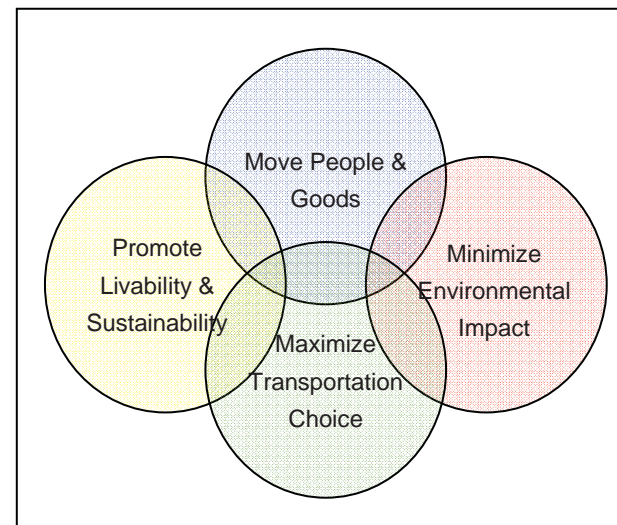 Move People &
Goods
Promote
Livability &
Sustainability
Minimize
Environmental
Impact
Maximize
Transportation
Choice